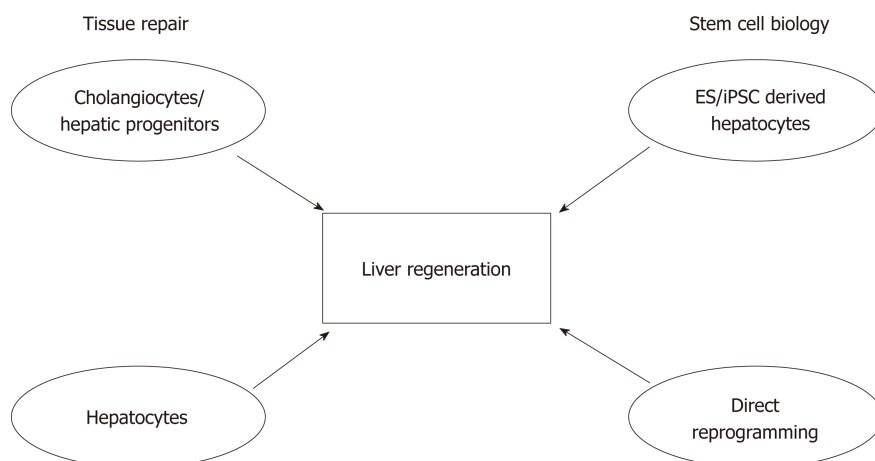 Tissue repair
Stem cell biology
Cholangiocytes/
hepatic progenitors
ES/iPSC derived
hepatocytes
Liver regeneration
Hepatocytes
Direct
reprogramming